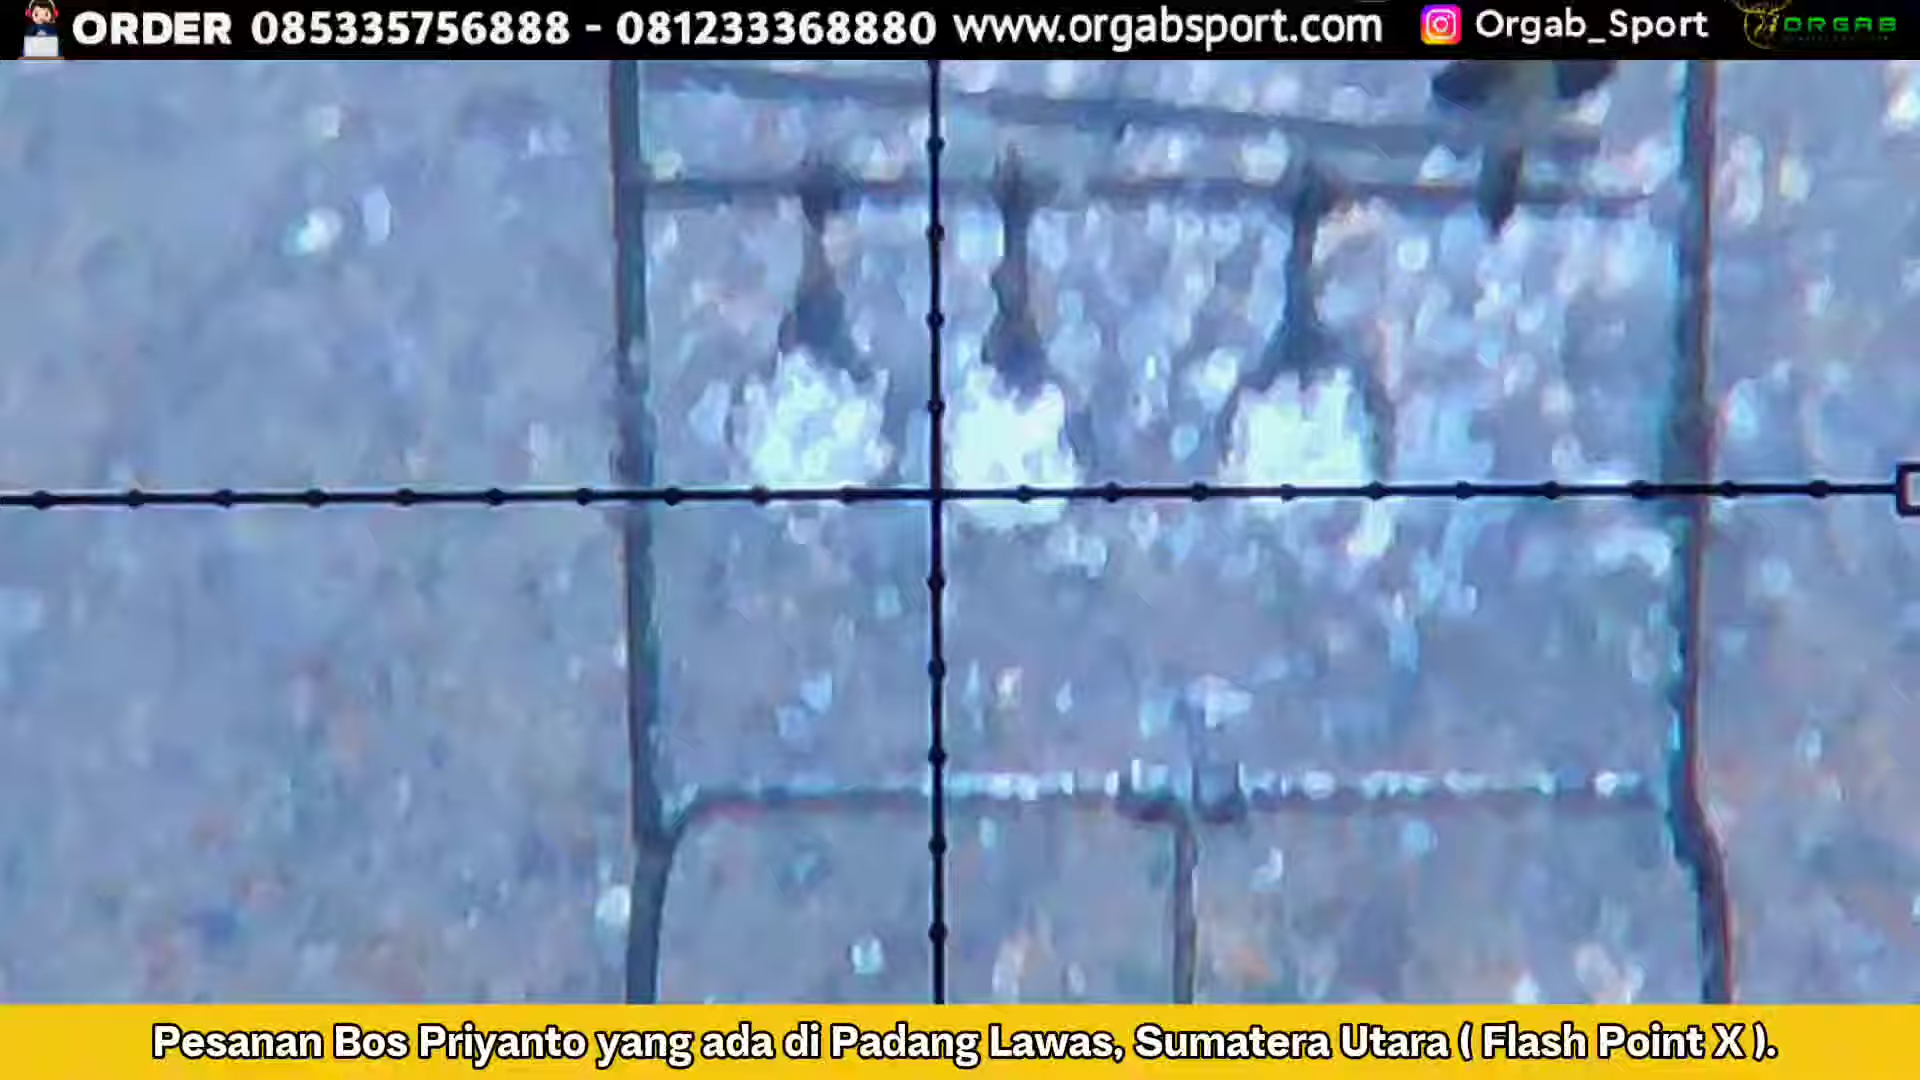 ORDER 085335756888 - 081233368880 www.orgabsport.com Orgab_Sport ORGAB
Pesanan Bos Priyanto yang ada di Padang Lawas, Sumatera Utara ( Flash Point X ).